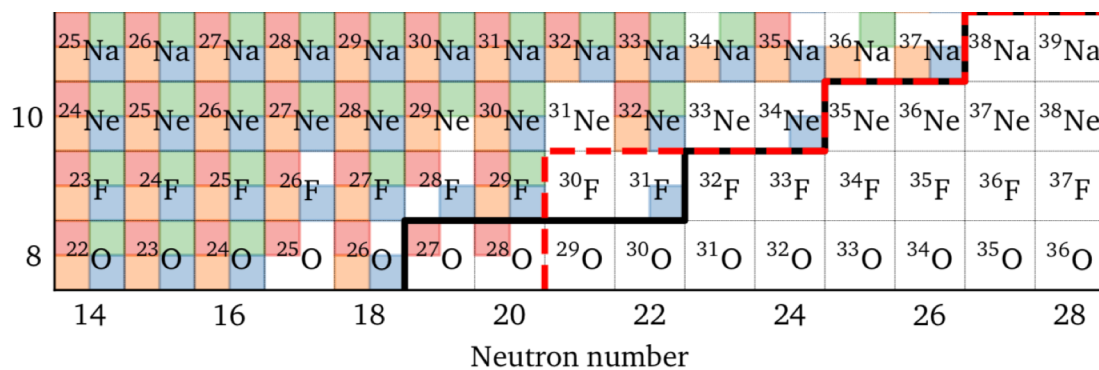 ²⁵Na ²⁶Na ²⁷Na ²⁸Na ²⁹Na ³⁰Na ³¹Na ³²Na ³³Na ³⁴Na ³⁵Na ³⁶Na ³⁷Na ³⁸Na ³⁹Na
10 ²⁴Ne ²⁵Ne ²⁶Ne ²⁷Ne ²⁸Ne ²⁹Ne ³⁰Ne ³¹Ne ³²Ne ³³Ne ³⁴Ne ³⁵Ne ³⁶Ne ³⁷Ne ³⁸Ne
²³F ²⁴F ²⁵F ²⁶F ²⁷F ²⁸F ²⁹F ³⁰F ³¹F ³²F ³³F ³⁴F ³⁵F ³⁶F ³⁷F
8 ²²O ²³O ²⁴O ²⁵O ²⁶O ²⁷O ²⁸O ²⁹O ³⁰O ³¹O ³²O ³³O ³⁴O ³⁵O ³⁶O
14 16 18 20 22 24 26 28
Neutron number